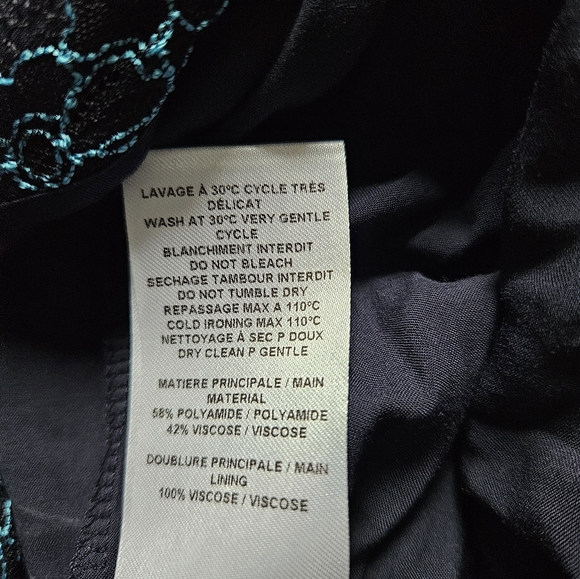 LAVAGE À 30°C CYCLE TRÈS
DÉLICAT
WASH AT 30°C VERY GENTLE
CYCLE
BLANCHIMENT INTERDIT
DO NOT BLEACH
SECHAGE TAMBOUR INTERDIT
DO NOT TUMBLE DRY
REPASSAGE MAX A 110°C
COLD IRONING MAX 110°C
NETTOYAGE À SEC P DOUX
DRY CLEAN P GENTLE
MATIERE PRINCIPALE / MAIN
MATERIAL
58% POLYAMIDE / POLYAMIDE
42% VISCOSE / VISCOSE
DOUBLURE PRINCIPALE / MAIN
LINING
100% VISCOSE / VISCOSE